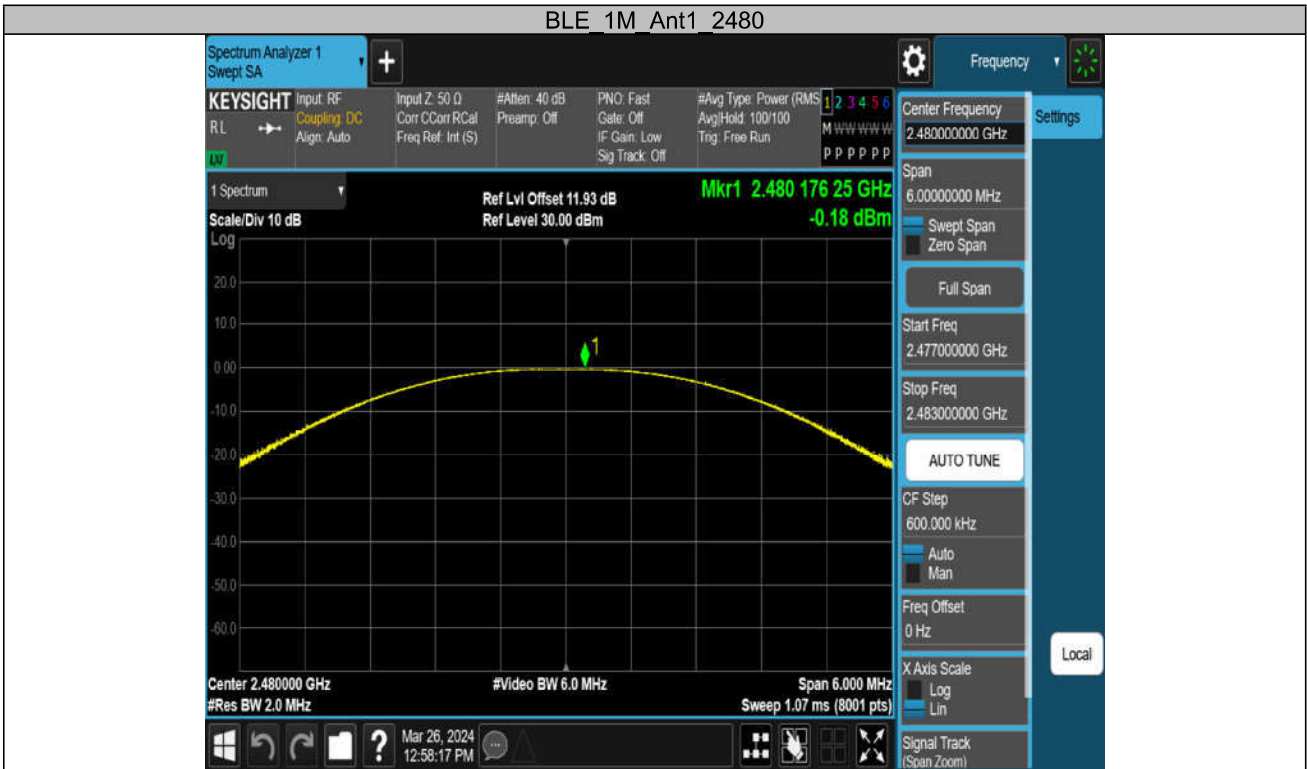 BLE_1M_Ant1_2480
Spectrum Analyzer 1
Swept SA
+
Frequency
KEYSIGHT
RL
LXI
Input: RF
Coupling: DC
Align: Auto
Input Z: 50 Ω
Corr CCorr RCal
Freq Ref: Int (S)
#Atten: 40 dB
Preamp: Off
PNO: Fast
Gate: Off
IF Gain: Low
Sig Track: Off
#Avg Type: Power (RMS
Avg|Hold: 100/100
Trig: Free Run
1 2 3 4 5 6
M W W W W W
P P P P P P
1 Spectrum
Scale/Div 10 dB
Log
Ref Lvl Offset 11.93 dB
Ref Level 30.00 dBm
Mkr1 2.480 176 25 GHz
-0.18 dBm
20.0
10.0
0.00
-10.0
-20.0
-30.0
-40.0
-50.0
-60.0
1
Center 2.480000 GHz
#Res BW 2.0 MHz
#Video BW 6.0 MHz
Span 6.000 MHz
Sweep 1.07 ms (8001 pts)
Center Frequency
2.480000000 GHz
Settings
Span
6.00000000 MHz
Swept Span
Zero Span
Full Span
Start Freq
2.477000000 GHz
Stop Freq
2.483000000 GHz
AUTO TUNE
CF Step
600.000 kHz
Auto
Man
Freq Offset
0 Hz
X Axis Scale
Log
Lin
Local
Signal Track
(Span Zoom)
?
Mar 26, 2024
12:58:17 PM